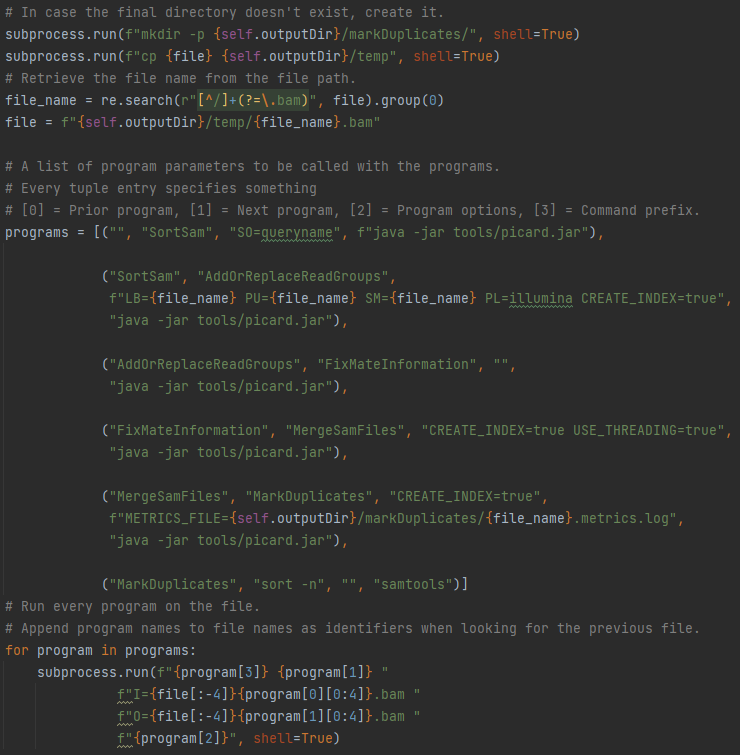 # In case the final directory doesn't exist, create it.
subprocess.run(f"mkdir -p {self.outputDir}/markDuplicates/", shell=True)
subprocess.run(f"cp {file} {self.outputDir}/temp", shell=True)
# Retrieve the file name from the file path.
file_name = re.search(r"[^/]+(?=\.bam)", file).group(0)
file = f"{self.outputDir}/temp/{file_name}.bam"

# A list of program parameters to be called with the programs.
# Every tuple entry specifies something
# [0] = Prior program, [1] = Next program, [2] = Program options, [3] = Command prefix.
programs = [("", "SortSam", "SO=queryname", f"java -jar tools/picard.jar"),

            ("SortSam", "AddOrReplaceReadGroups",
             f"LB={file_name} PU={file_name} SM={file_name} PL=illumina CREATE_INDEX=true",
             "java -jar tools/picard.jar"),

            ("AddOrReplaceReadGroups", "FixMateInformation", "",
             "java -jar tools/picard.jar"),

            ("FixMateInformation", "MergeSamFiles", "CREATE_INDEX=true USE_THREADING=true",
             "java -jar tools/picard.jar"),

            ("MergeSamFiles", "MarkDuplicates", "CREATE_INDEX=true",
             f"METRICS_FILE={self.outputDir}/markDuplicates/{file_name}.metrics.log",
             "java -jar tools/picard.jar"),

            ("MarkDuplicates", "sort -n", "", "samtools")]
# Run every program on the file.
# Append program names to file names as identifiers when looking for the previous file.
for program in programs:
    subprocess.run(f"{program[3]} {program[1]} "
              f"I={file[:-4]}{program[0][0:4]}.bam "
              f"O={file[:-4]}{program[1][0:4]}.bam "
              f"{program[2]}", shell=True)